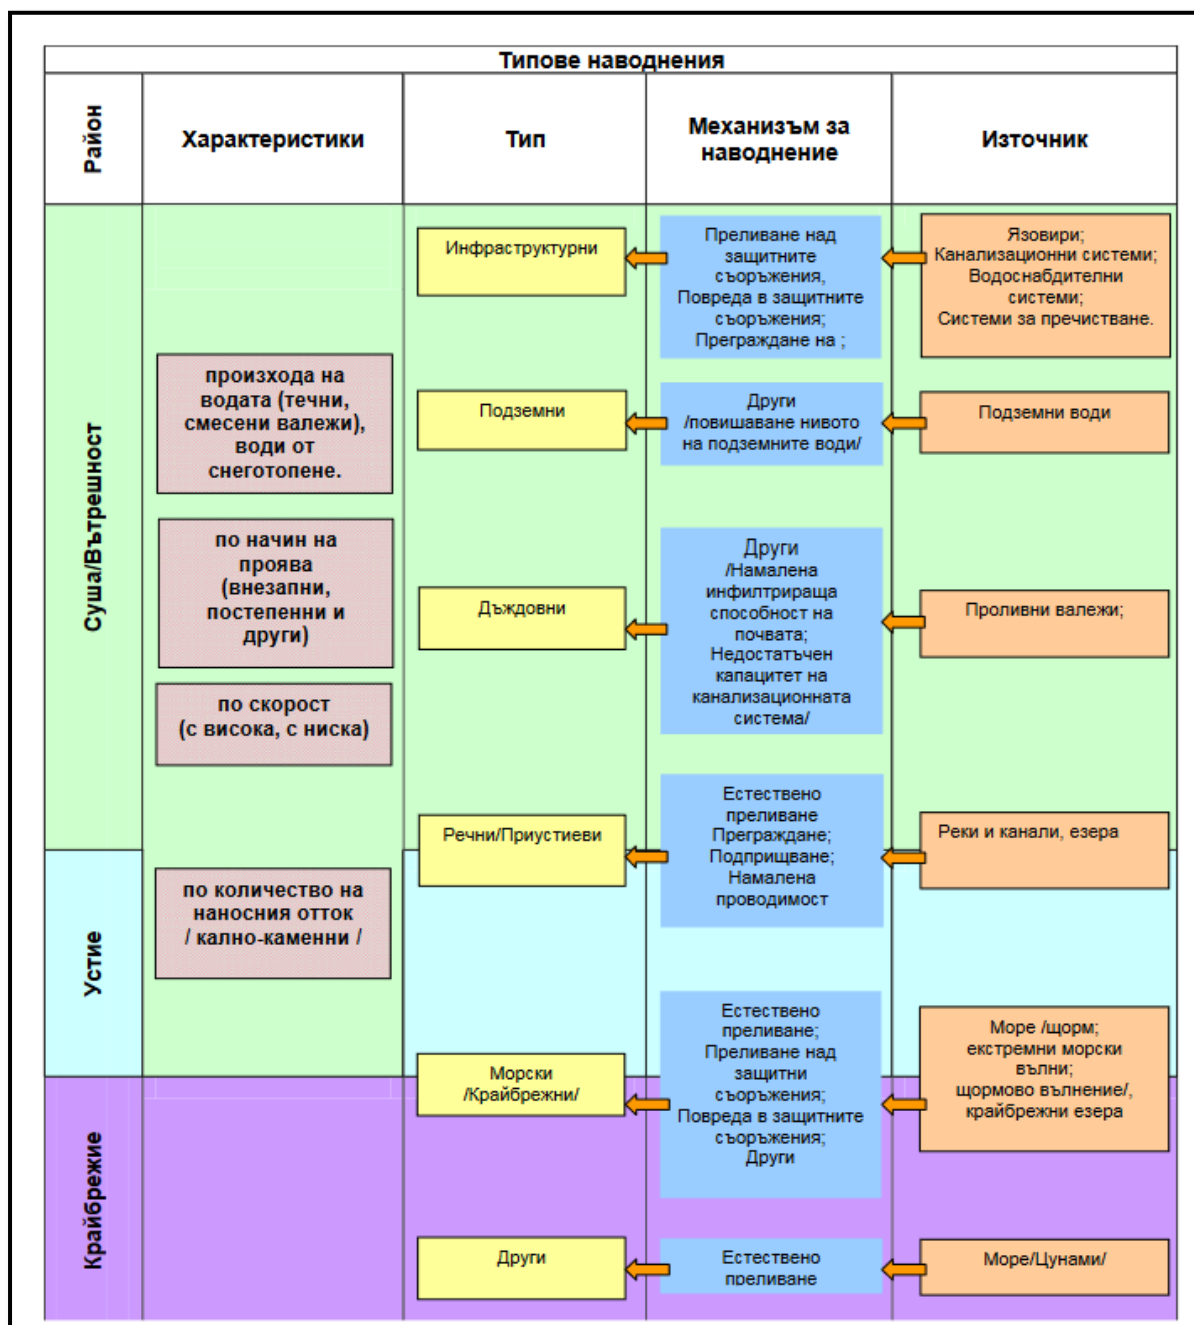 Типове наводнения
Район
Характеристики
Тип
Механизъм за
наводнение
Източник
Суша/Вътрешност
Инфраструктурни
Преливане над
защитните
съоръжения,
Повреда в защитните
съоръжения;
Преграждане на ;
Язовири;
Канализационни системи;
Водоснабдителни
системи;
Системи за пречистване.
произхода на
водата (течни,
смесени валежи),
води от
снеготопене.
Подземни
Други
/повишаване нивото
на подземните води/
Подземни води
по начин на
проява
(внезапни,
постепенни и
други)
Дъждовни
Други
/Намалена
инфилтрираща
способност на
почвата;
Недостатъчен
капацитет на
канализационната
система/
Проливни валежи;
по скорост
(с висока, с ниска)
Речни/Приустиеви
Естествено
преливане
Преграждане;
Подприщване;
Намалена
проводимост
Реки и канали, езера
Устие
по количество на
наносния отток
/ кално-каменни /
Морски
/Крайбрежни/
Естествено
преливане;
Преливане над
защитни
съоръжения;
Повреда в защитните
съоръжения;
Други
Море /щорм;
екстремни морски
вълни;
щормово вълнение/,
крайбрежни езера
Крайбрежие
Други
Естествено
преливане
Море/Цунами/